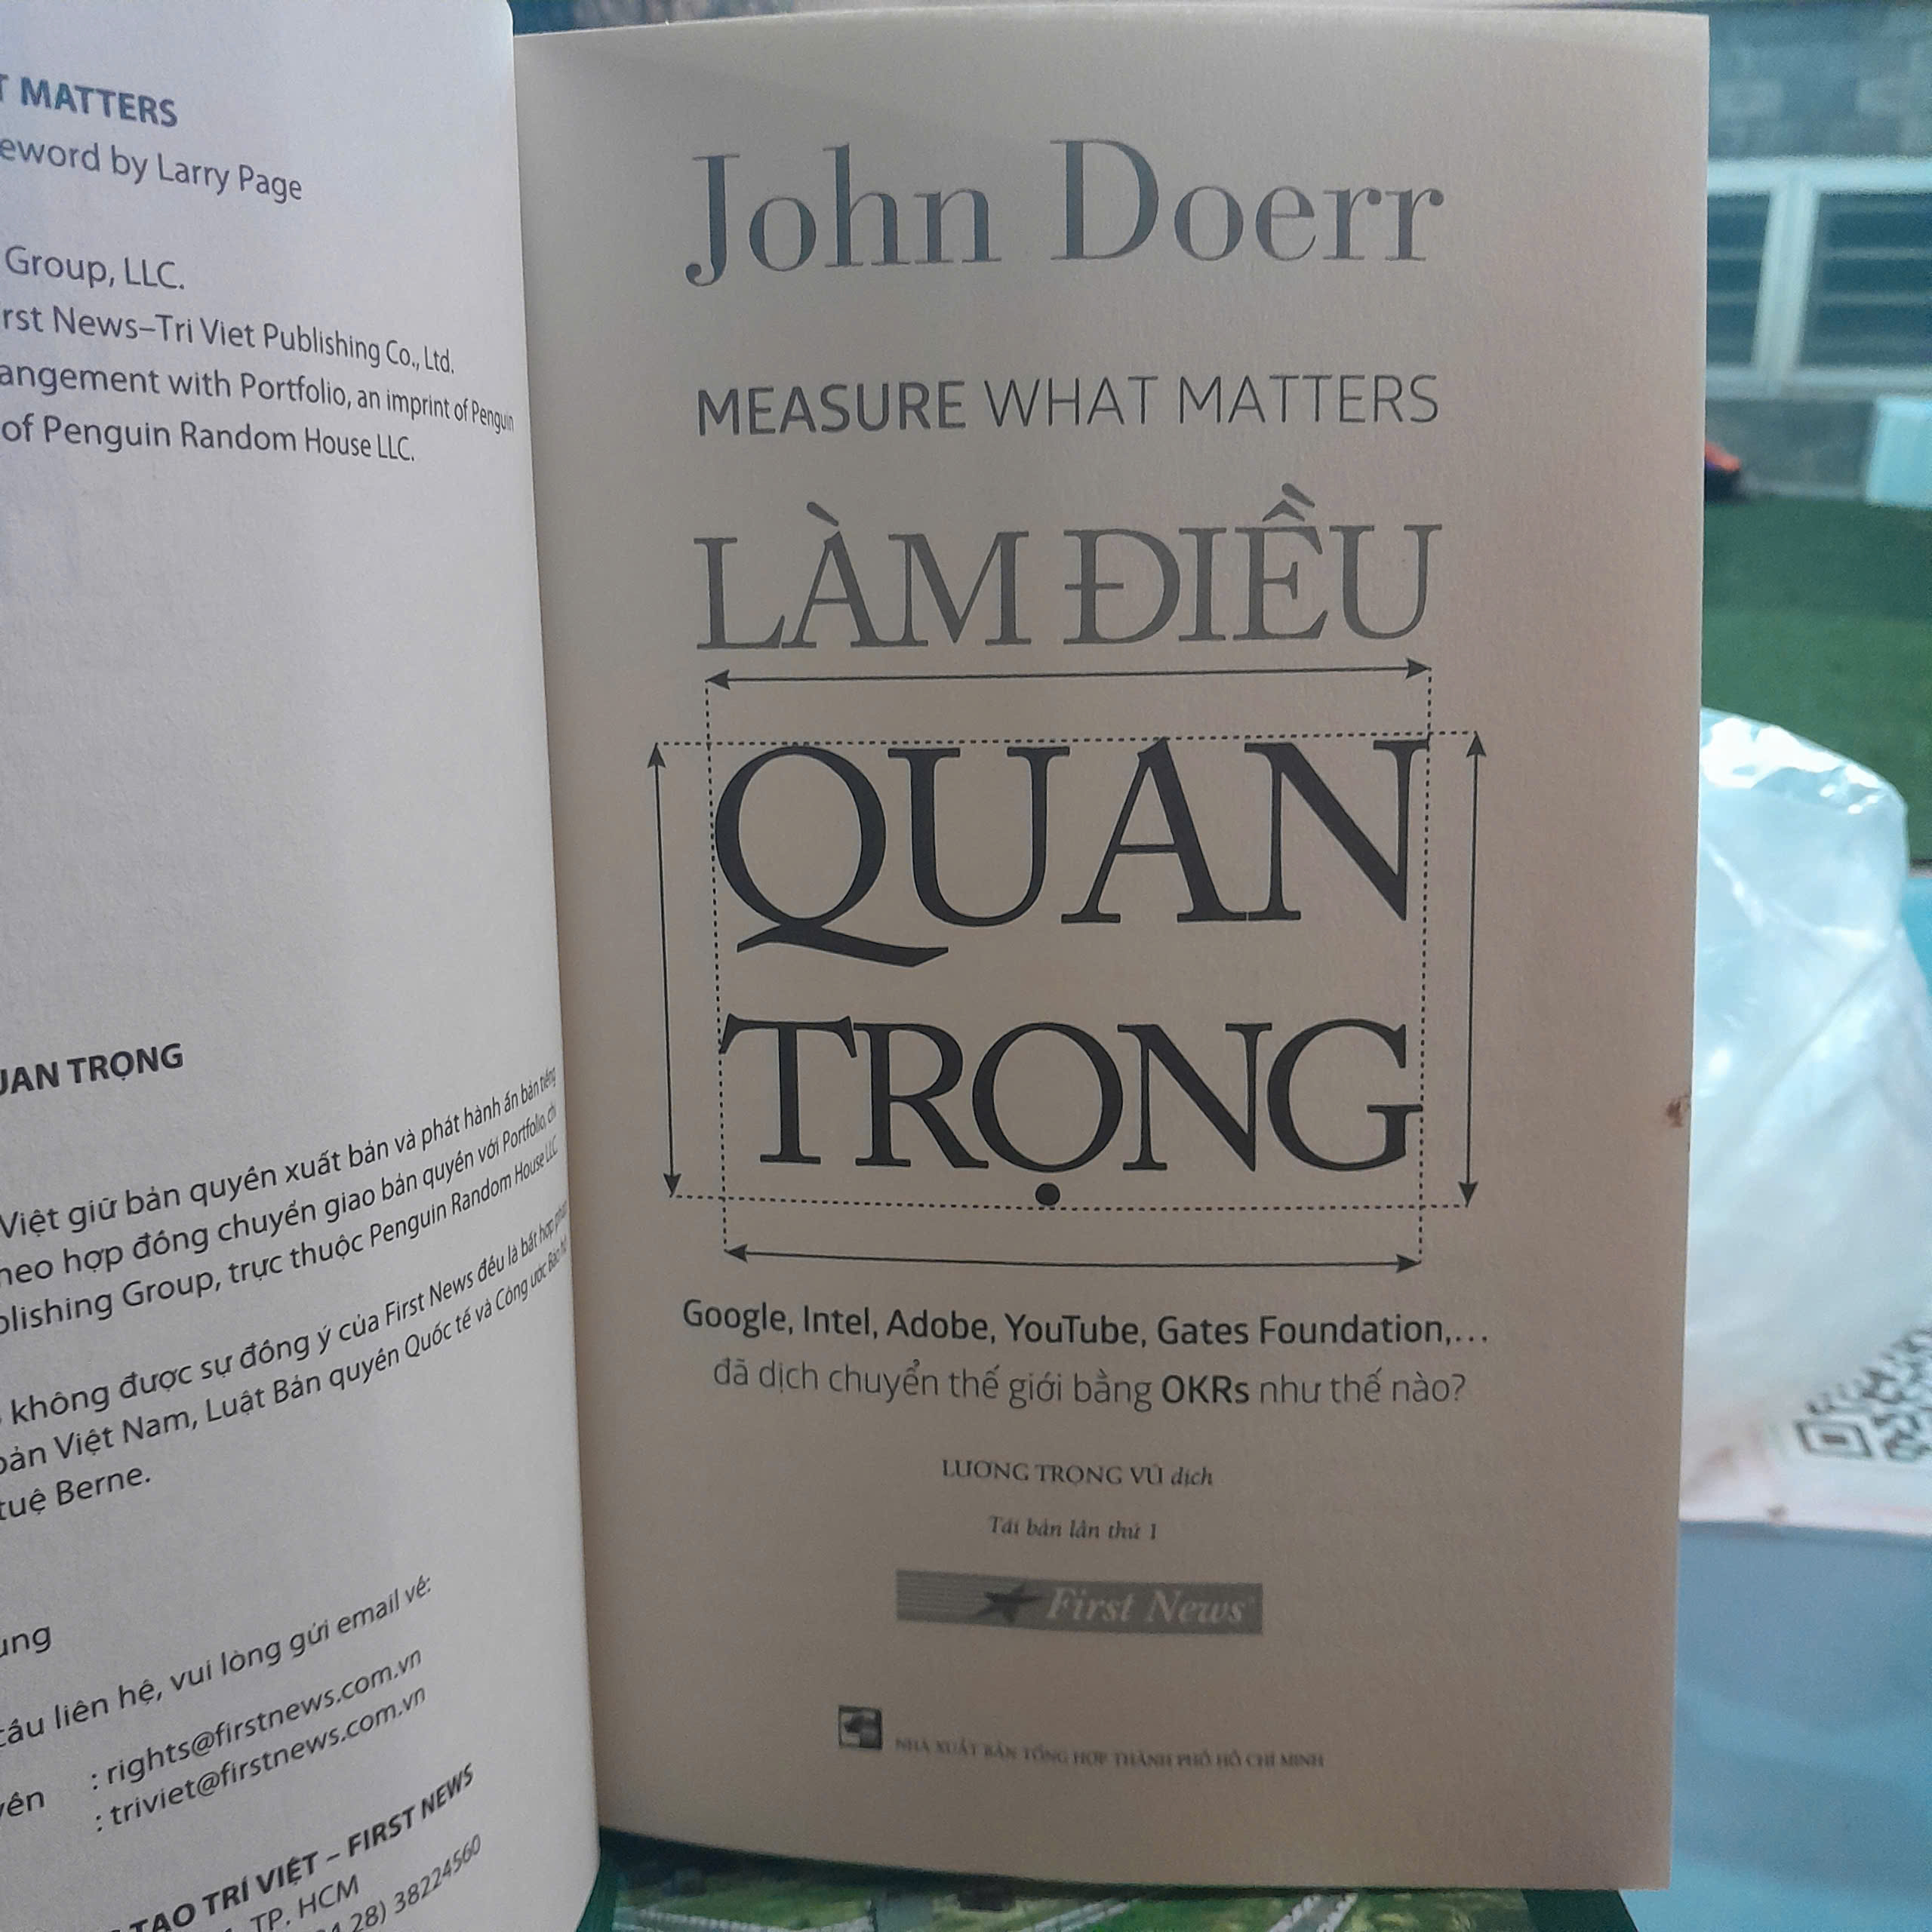 MATTERS
eword by Larry Page
Group, LLC.
rst News–Tri Viet Publishing Co., Ltd.
angement with Portfolio, an imprint of Penguin
of Penguin Random House LLC.
UAN TRỌNG
Việt giữ bản quyền xuất bản và phát hành ấn bản tiếng
heo hợp đồng chuyển giao bản quyền với Portfolio, chi
blishing Group, trực thuộc Penguin Random House LLC
không được sự đồng ý của First News đều là bất hợp pháp
bản Việt Nam, Luật Bản quyền Quốc tế và Công ước Bảo hộ
tuệ Berne.
ung
cầu liên hệ, vui lòng gửi email về:
: rights@firstnews.com.vn
yền : triviet@firstnews.com.vn
TẠO TRÍ VIỆT – FIRST NEWS
TP. HCM
28) 38224560
John Doerr
MEASURE WHAT MATTERS
LÀM ĐIỀU
QUAN
TRỌNG
Google, Intel, Adobe, YouTube, Gates Foundation,...
đã dịch chuyển thế giới bằng OKRs như thế nào?
LƯƠNG TRỌNG VŨ dịch
Tái bản lần thứ 1
First News
NHÀ XUẤT BẢN TỔNG HỢP THÀNH PHỐ HỒ CHÍ MINH